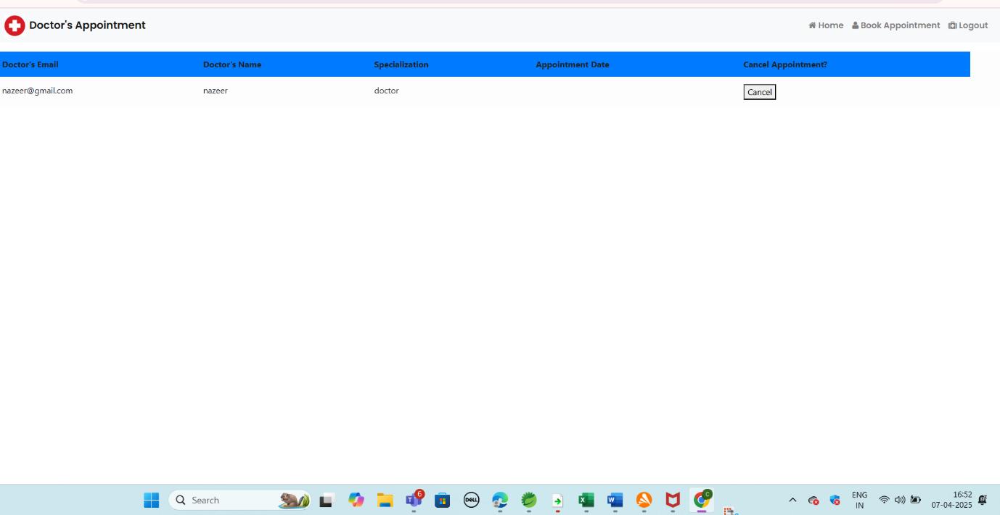 Doctor's Appointment
Home Book Appointment Logout
Doctor's Email Doctor's Name Specialization Appointment Date Cancel Appointment?
nazeer@gmail.com nazeer doctor Cancel
Search
6
DELL
C
ENG
IN
16:52
07-04-2025